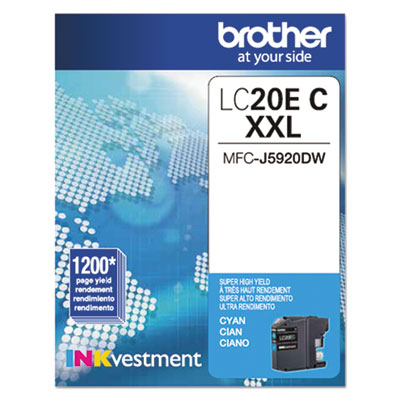 brother
at your side
LC20E C
XXL
MFC-J5920DW
1200*
page yield
rendement
rendimiento
rendimento
SUPER HIGH YIELD
À TRÈS HAUT RENDEMENT
SUPER ALTO RENDIMIENTO
ULTRA RENDIMENTO
CYAN
CIAN
CIANO
INKvestment